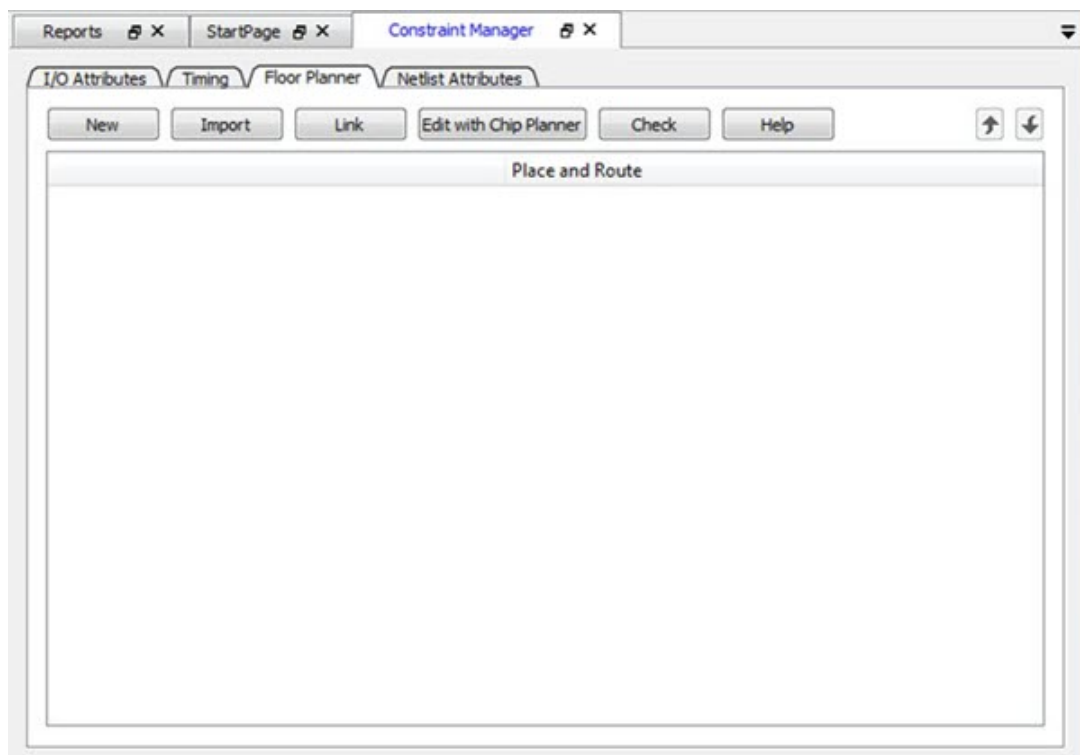 Reports StartPage Constraint Manager
I/O Attributes Timing Floor Planner Netlist Attributes
New Import Link Edit with Chip Planner Check Help
Place and Route